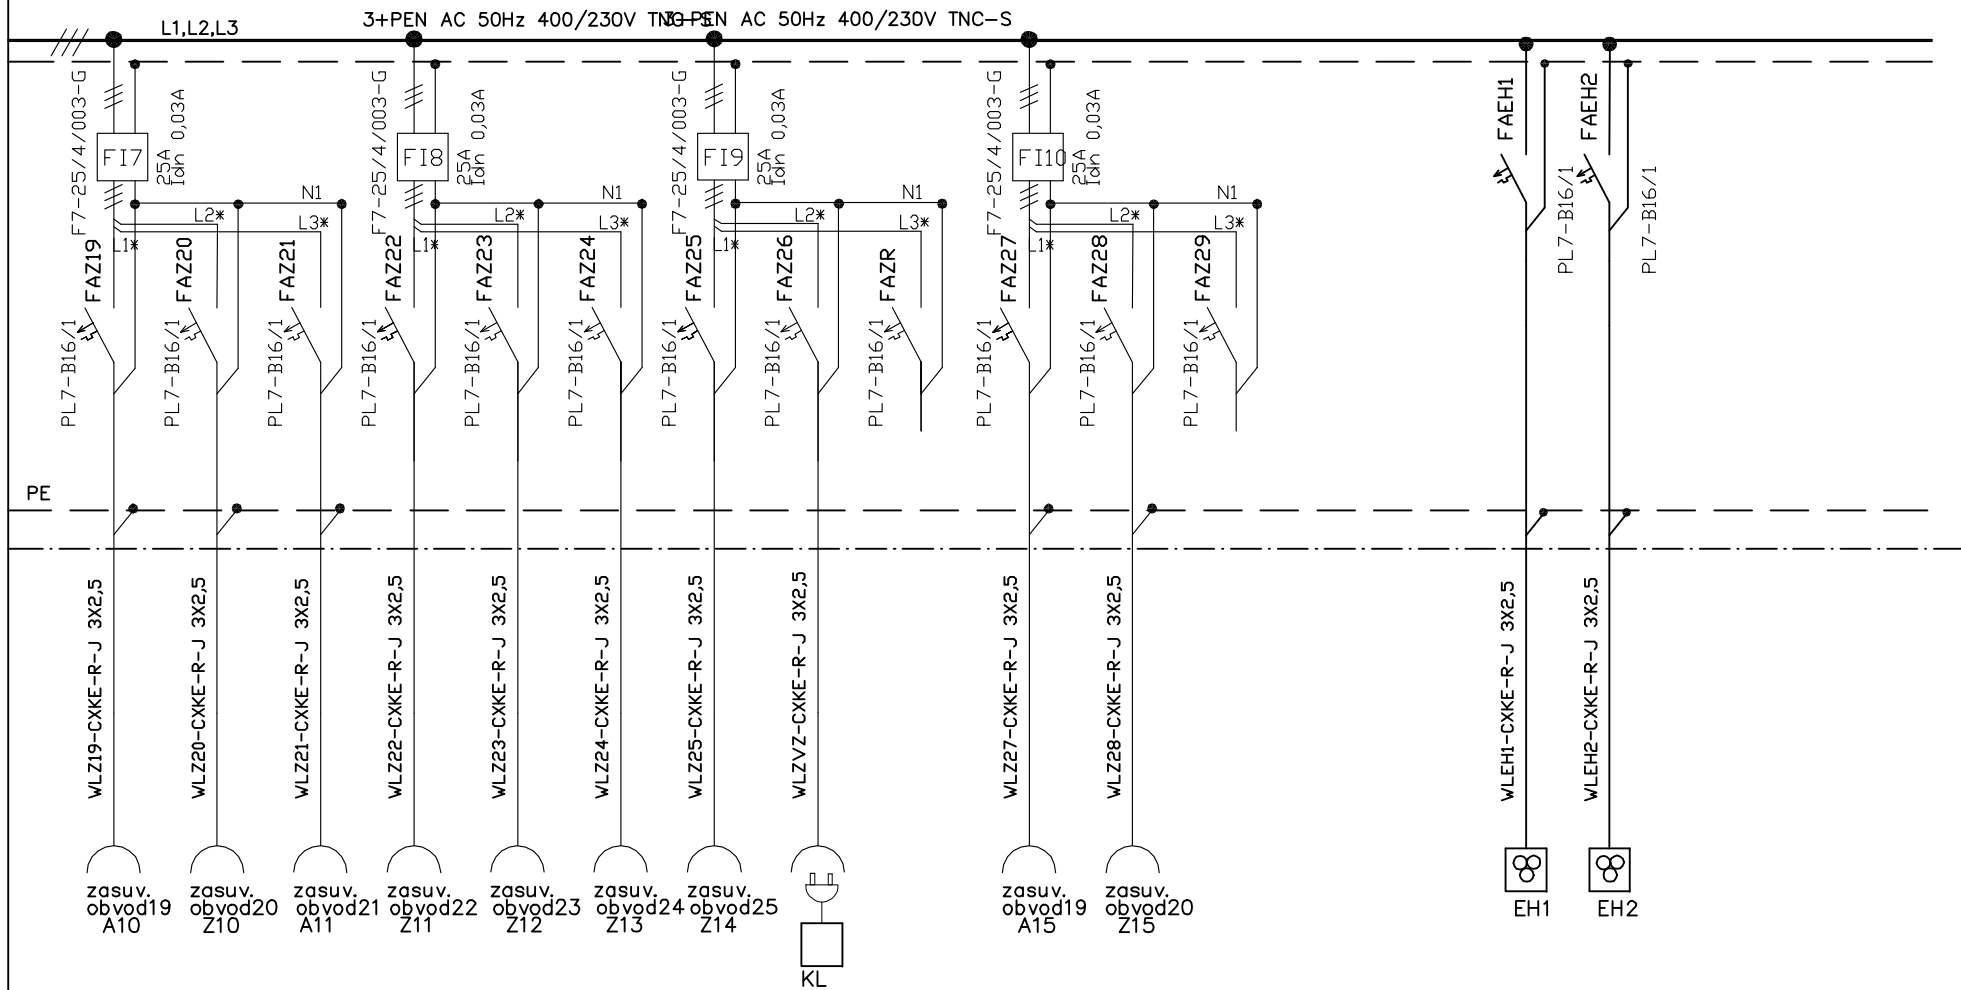 3+PEN AC 50Hz 400/230V TNC-S
3+PEN AC 50Hz 400/230V TNC-S
L1,L2,L3
F7-25/4/003-G
FI7
25A
Idn 0,03A
N1
L2*
L3*
L1*
F7-25/4/003-G
FI8
25A
Idn 0,03A
N1
L2*
L3*
L1*
F7-25/4/003-G
FI9
25A
Idn 0,03A
N1
L2*
L3*
L1*
F7-25/4/003-G
FI10
25A
Idn 0,03A
N1
L2*
L3*
L1*
FAEH1
PL7-B16/1
FAEH2
PL7-B16/1
FAZ19
PL7-B16/1
FAZ20
PL7-B16/1
FAZ21
PL7-B16/1
FAZ22
PL7-B16/1
FAZ23
PL7-B16/1
FAZ24
PL7-B16/1
FAZ25
PL7-B16/1
FAZ26
PL7-B16/1
FAZR
PL7-B16/1
FAZ27
PL7-B16/1
FAZ28
PL7-B16/1
FAZ29
PL7-B16/1
PE
WLZ19-CXKE-R-J 3X2,5
WLZ20-CXKE-R-J 3X2,5
WLZ21-CXKE-R-J 3X2,5
WLZ22-CXKE-R-J 3X2,5
WLZ23-CXKE-R-J 3X2,5
WLZ24-CXKE-R-J 3X2,5
WLZ25-CXKE-R-J 3X2,5
WLZVZ-CXKE-R-J 3X2,5
WLZ27-CXKE-R-J 3X2,5
WLZ28-CXKE-R-J 3X2,5
WLEH1-CXKE-R-J 3X2,5
WLEH2-CXKE-R-J 3X2,5
zasuv.
obvod19
A10
zasuv.
obvod20
Z10
zasuv.
obvod21
A11
zasuv.
obvod22
Z11
zasuv.
obvod23
Z12
zasuv.
obvod24
Z13
zasuv.
obvod25
Z14
KL
zasuv.
obvod19
A15
zasuv.
obvod20
Z15
EH1
EH2